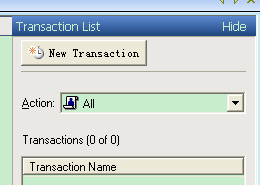 Transaction List Hide
New Transaction
Action: All
Transactions (0 of 0)
Transaction Name